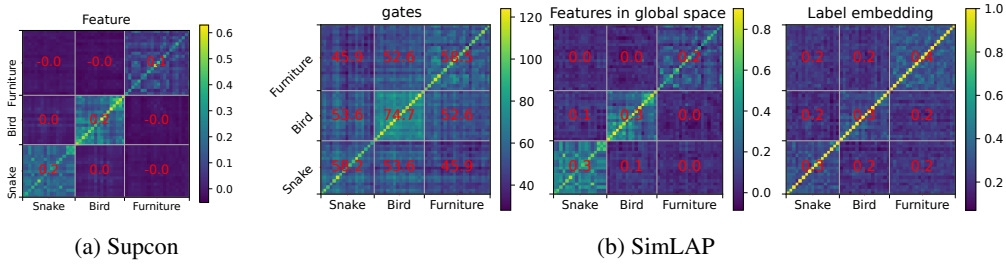 Feature
Furniture
Bird
Snake
-0.0 -0.0
0.0 -0.0
0.2 -0.0 -0.0
Snake Bird Furniture
0.6
0.5
0.4
0.3
0.2
0.1
0.0
(a) Supcon
gates
Furniture
Bird
Snake
45.9 52.6
53.6 74.7 52.6
53.6 45.9
Snake Bird Furniture
120
100
80
60
40
Features in global space
0.0 0.0 0.0
0.1 0.3 0.0
0.3 0.1 0.0
Snake Bird Furniture
0.8
0.6
0.4
0.2
0.0
Label embedding
0.2 0.2 0.4
0.2 0.2
0.2 0.2
Snake Bird Furniture
1.0
0.8
0.6
0.4
0.2
(b) SimLAP